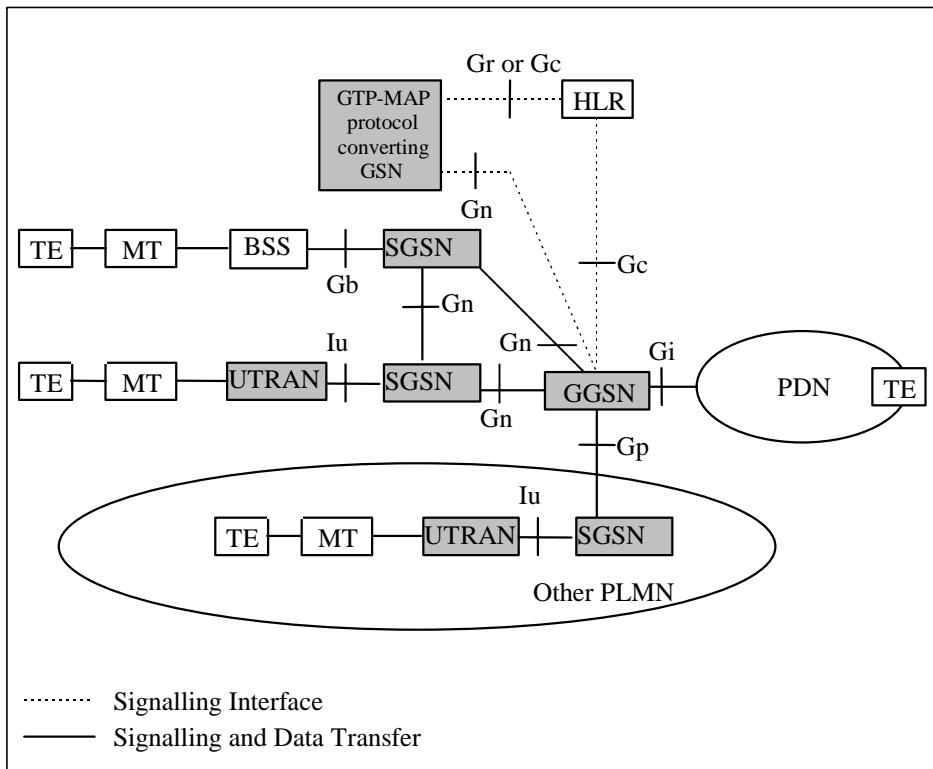 Gr or Gc
GTP-MAP
protocol
converting
GSN
HLR
Gn
TE
MT
BSS
SGSN
Gb
Gn
Gc
TE
MT
UTRAN
Iu
SGSN
Gn
Gn
GGSN
Gi
PDN
TE
Gp
TE
MT
UTRAN
Iu
SGSN
Other PLMN
Signalling Interface
Signalling and Data Transfer